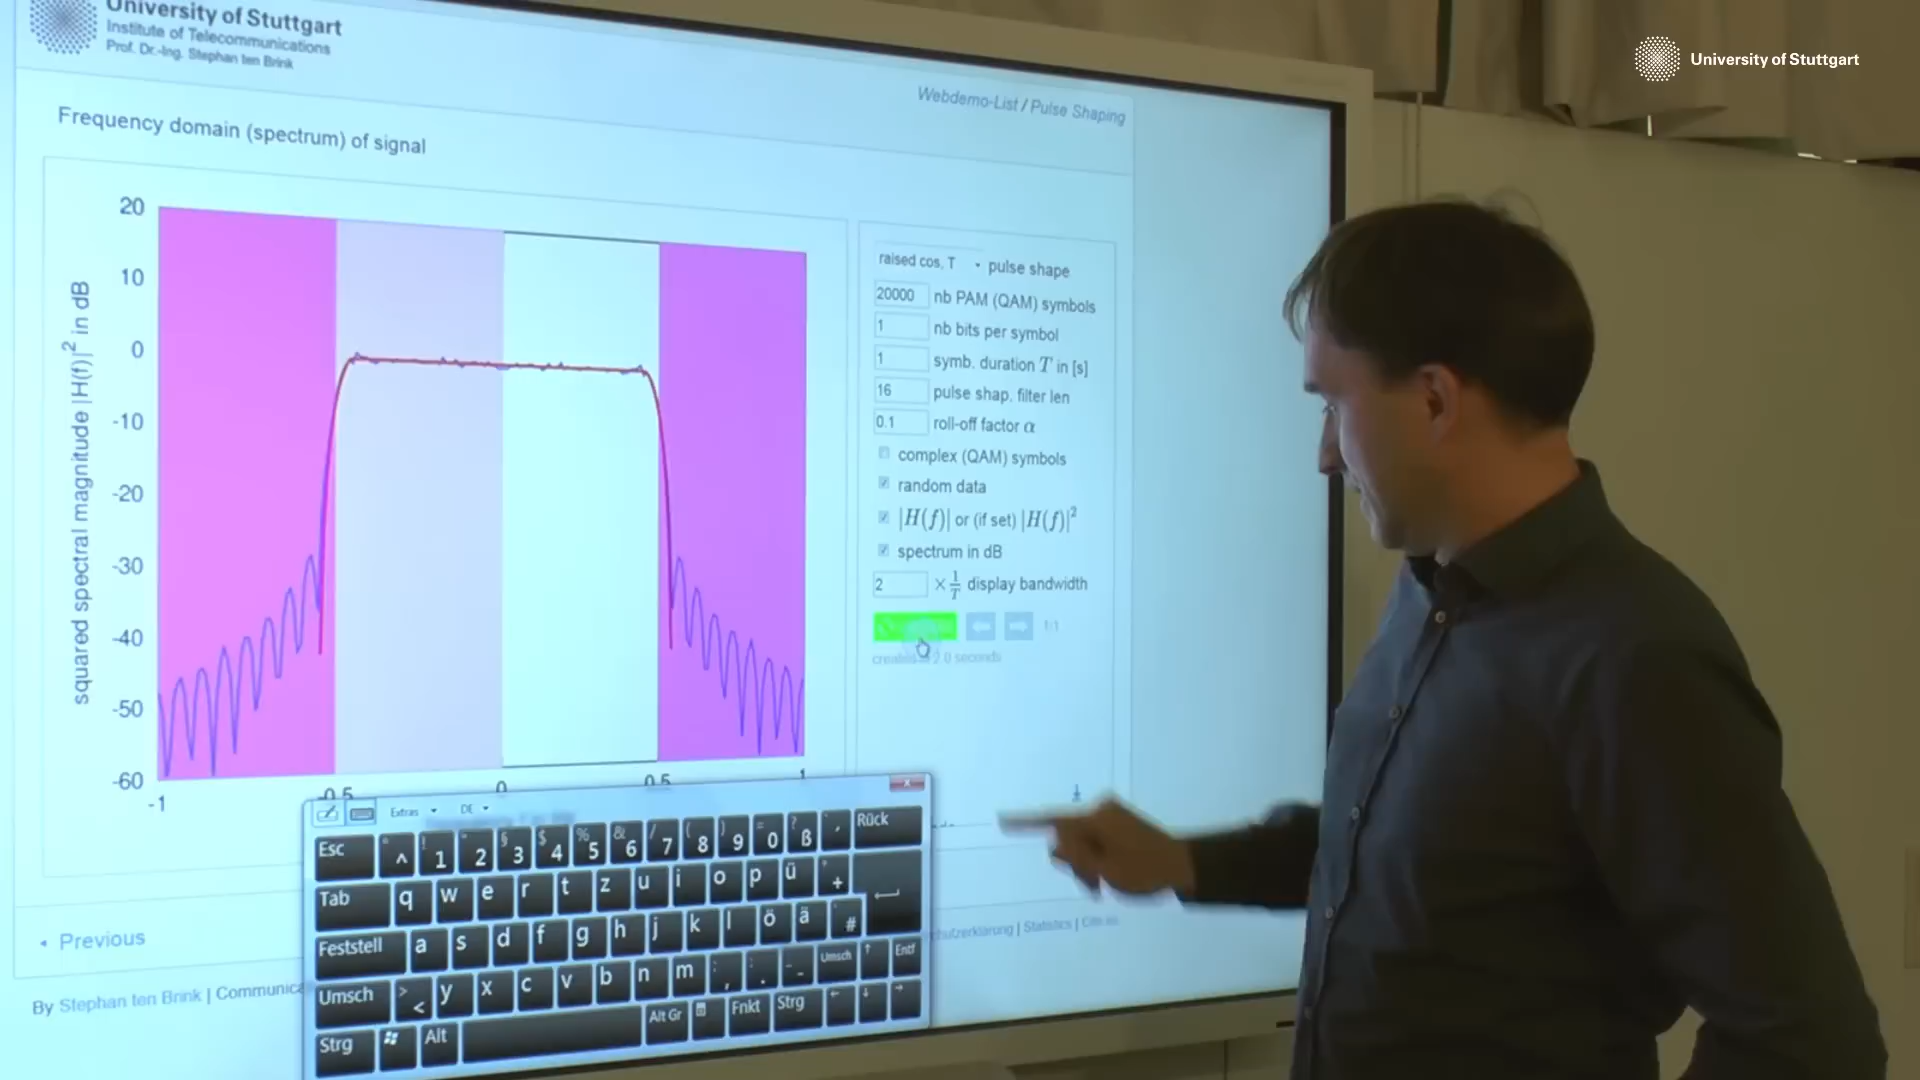 University of Stuttgart
Institute of Telecommunications
Prof. Dr.-Ing. Stephan ten Brink
University of Stuttgart
Webdemo-List / Pulse Shaping
Frequency domain (spectrum) of signal
squared spectral magnitude |H(f)|² in dB
20
10
0
-10
-20
-30
-40
-50
-60
-1
-0.5
0
0.5
1
raised cos, T pulse shape
20000 nb PAM (QAM) symbols
1 nb bits per symbol
1 symb. duration T in [s]
16 pulse shap. filter len
0.1 roll-off factor α
complex (QAM) symbols
random data
|H(f)| or (if set) |H(f)|²
spectrum in dB
2 × 1/T display bandwidth
1/1
seconds
Extras DE
Esc ° ^ ! 1 " 2 § 3 $ 4 % 5 & 6 / 7 ( 8 ) 9 = 0 ? ß Rück
Tab q w e r t z u i o p ü * +
Feststell a s d f g h j k l ö ä ' #
Umsch > < y x c v b n m ; , : . _ - Umsch ↑ Entf
Strg Alt Alt Gr Fnkt Strg ← ↓ →
Previous
| Statistics |
By Stephan ten Brink |